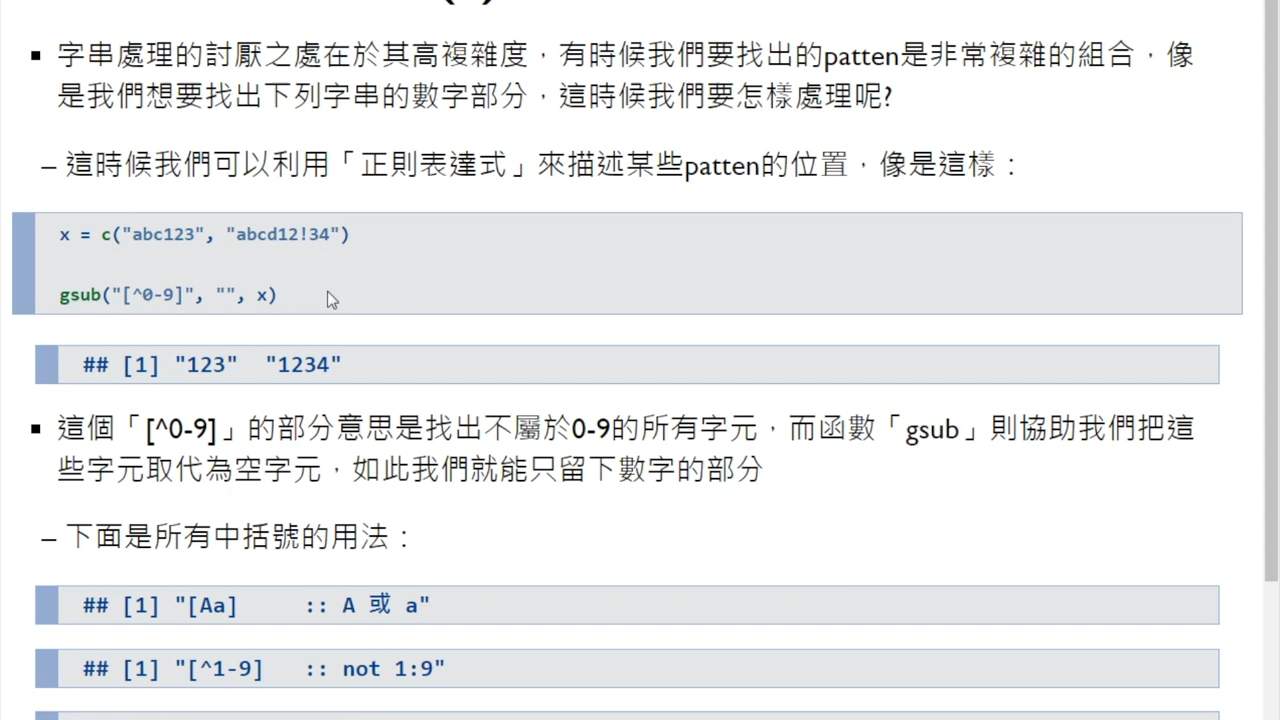 字串處理的討厭之處在於其高複雜度，有時候我們要找出的patten是非常複雜的組合，像
是我們想要找出下列字串的數字部分，這時候我們要怎樣處理呢?
– 這時候我們可以利用「正則表達式」來描述某些patten的位置，像是這樣：
x = c("abc123", "abcd12!34")
gsub("[^0-9]", "", x)
## [1] "123"  "1234"
這個「[^0-9]」的部分意思是找出不屬於0-9的所有字元，而函數「gsub」則協助我們把這
些字元取代為空字元，如此我們就能只留下數字的部分
– 下面是所有中括號的用法：
## [1] "[Aa]     :: A 或 a"
## [1] "[^1-9]   :: not 1:9"